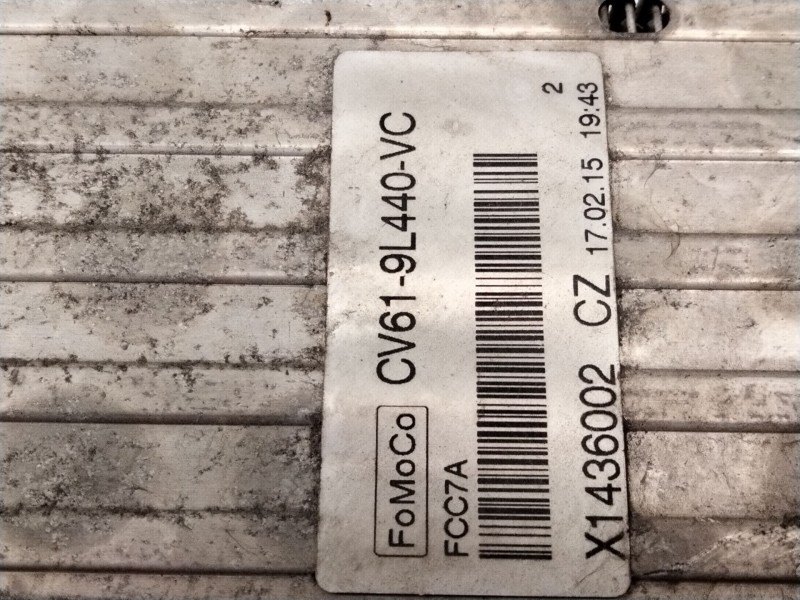 FoMoCo CV61-9L440-VC
FCC7A
2
X1436002 CZ 17.02.15 19:43